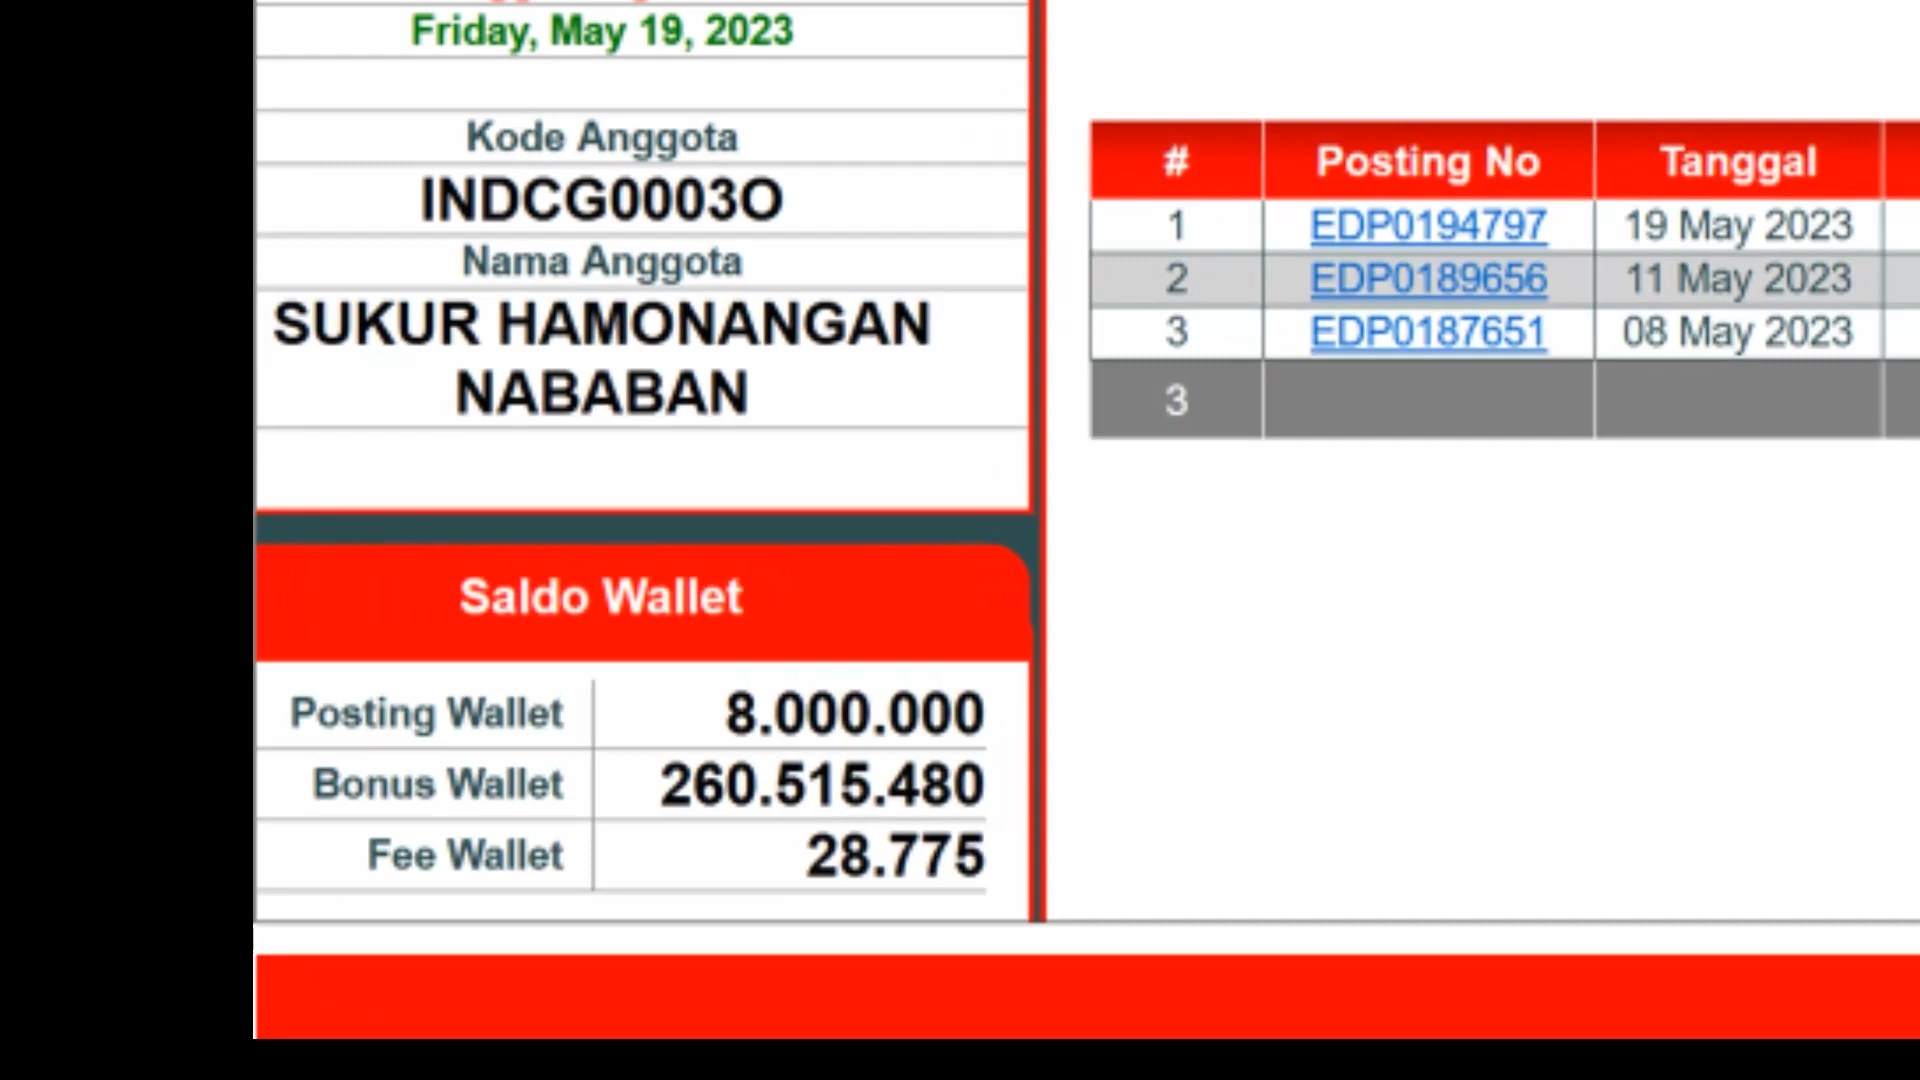 Friday, May 19, 2023
Kode Anggota
INDCG0003O
Nama Anggota
SUKUR HAMONANGAN
NABABAN
Saldo Wallet
Posting Wallet 8.000.000
Bonus Wallet 260.515.480
Fee Wallet 28.775
# Posting No Tanggal
1 EDP0194797 19 May 2023
2 EDP0189656 11 May 2023
3 EDP0187651 08 May 2023
3